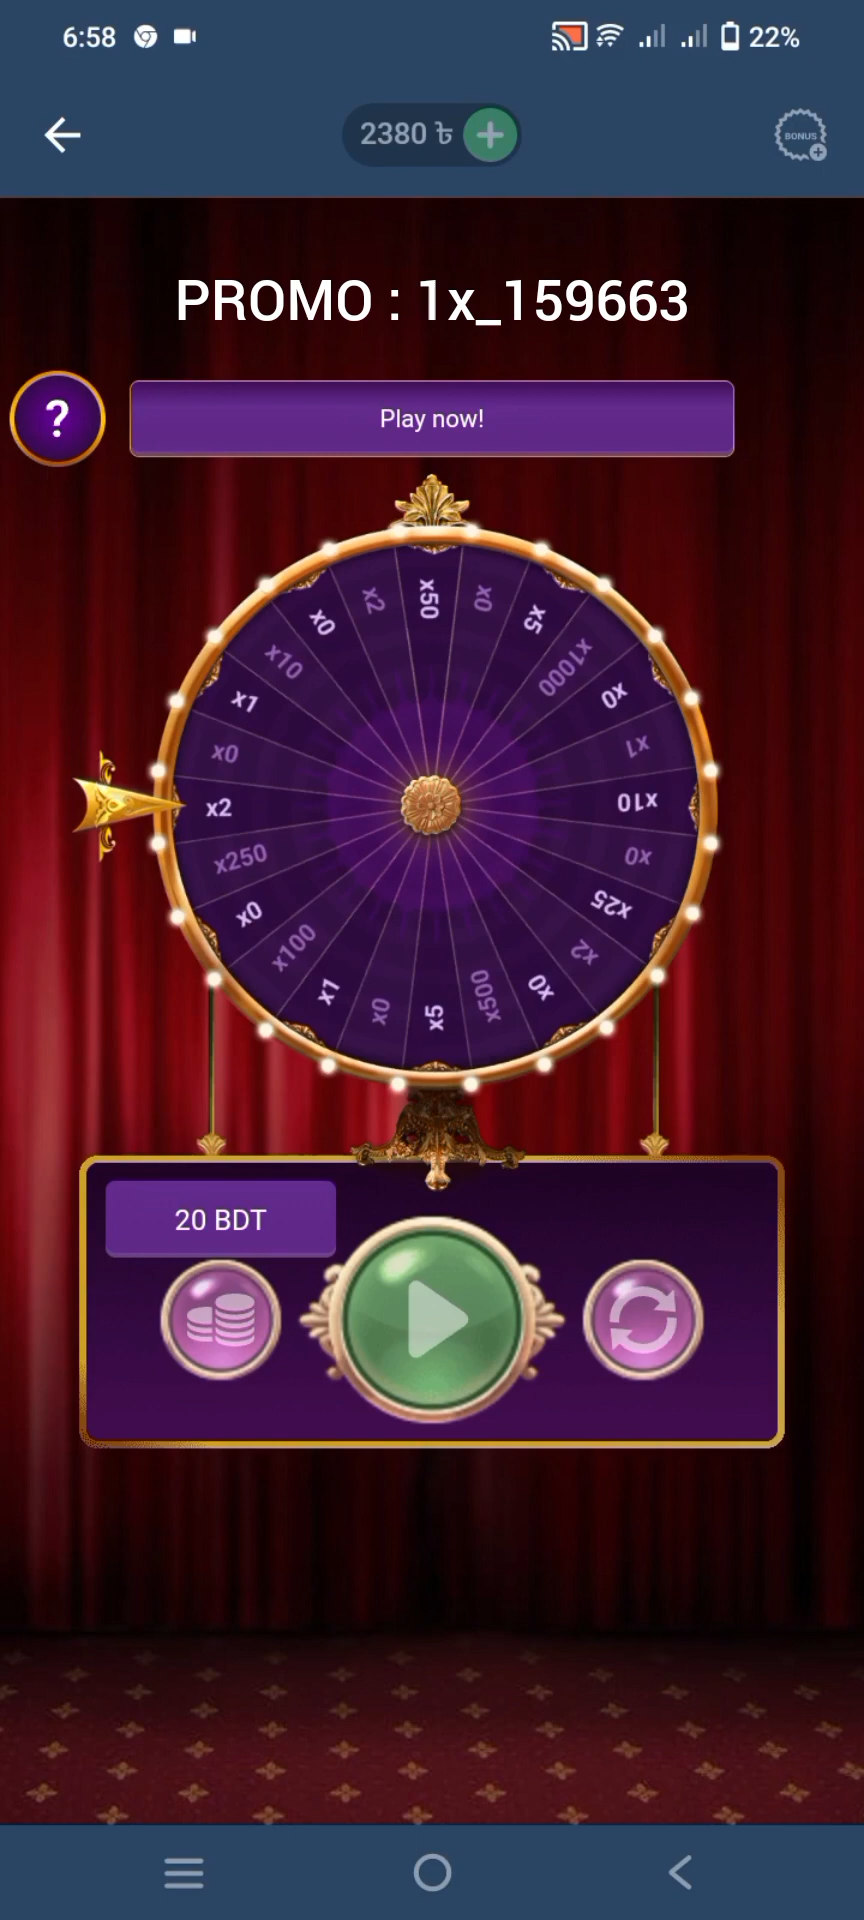 6:58
22%
2380 ৳
BONUS
PROMO : 1x_159663
?
Play now!
x50
x0
x5
x1000
x0
x1
x10
x0
x25
x2
x0
x500
x5
x0
x1
x100
x0
x250
x2
x0
x1
x10
x0
x2
20 BDT